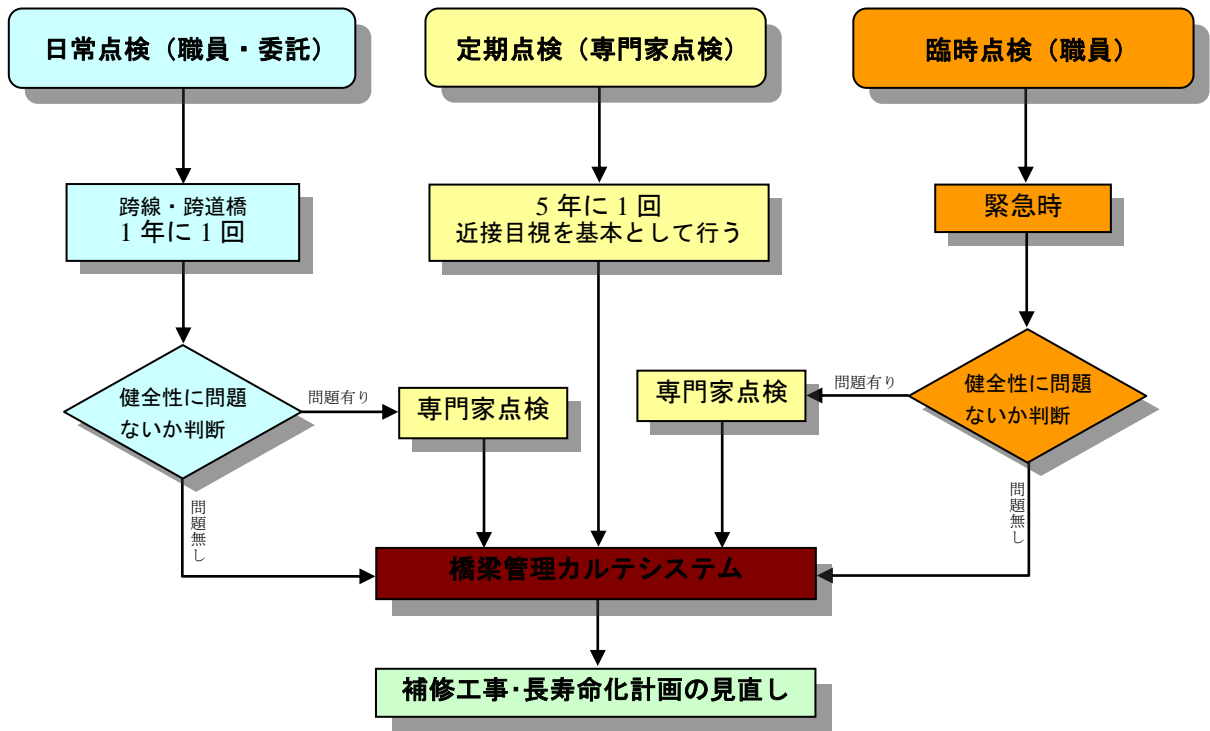 日常点検（職員・委託）
定期点検（専門家点検）
臨時点検（職員）
跨線・跨道橋
1年に1回
5年に1回
近接目視を基本として行う
緊急時
健全性に問題
ないか判断
問題有り
専門家点検
専門家点検
問題有り
健全性に問題
ないか判断
問題無し
問題無し
橋梁管理カルテシステム
補修工事･長寿命化計画の見直し